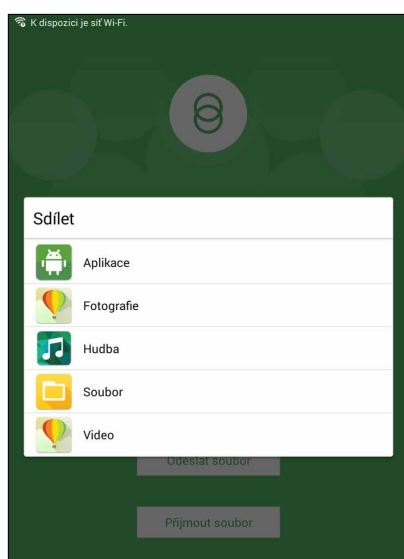 K dispozici je síť Wi-Fi.
Sdílet
Aplikace
Fotografie
Hudba
Soubor
Video
Odeslat soubor
Přijmout soubor